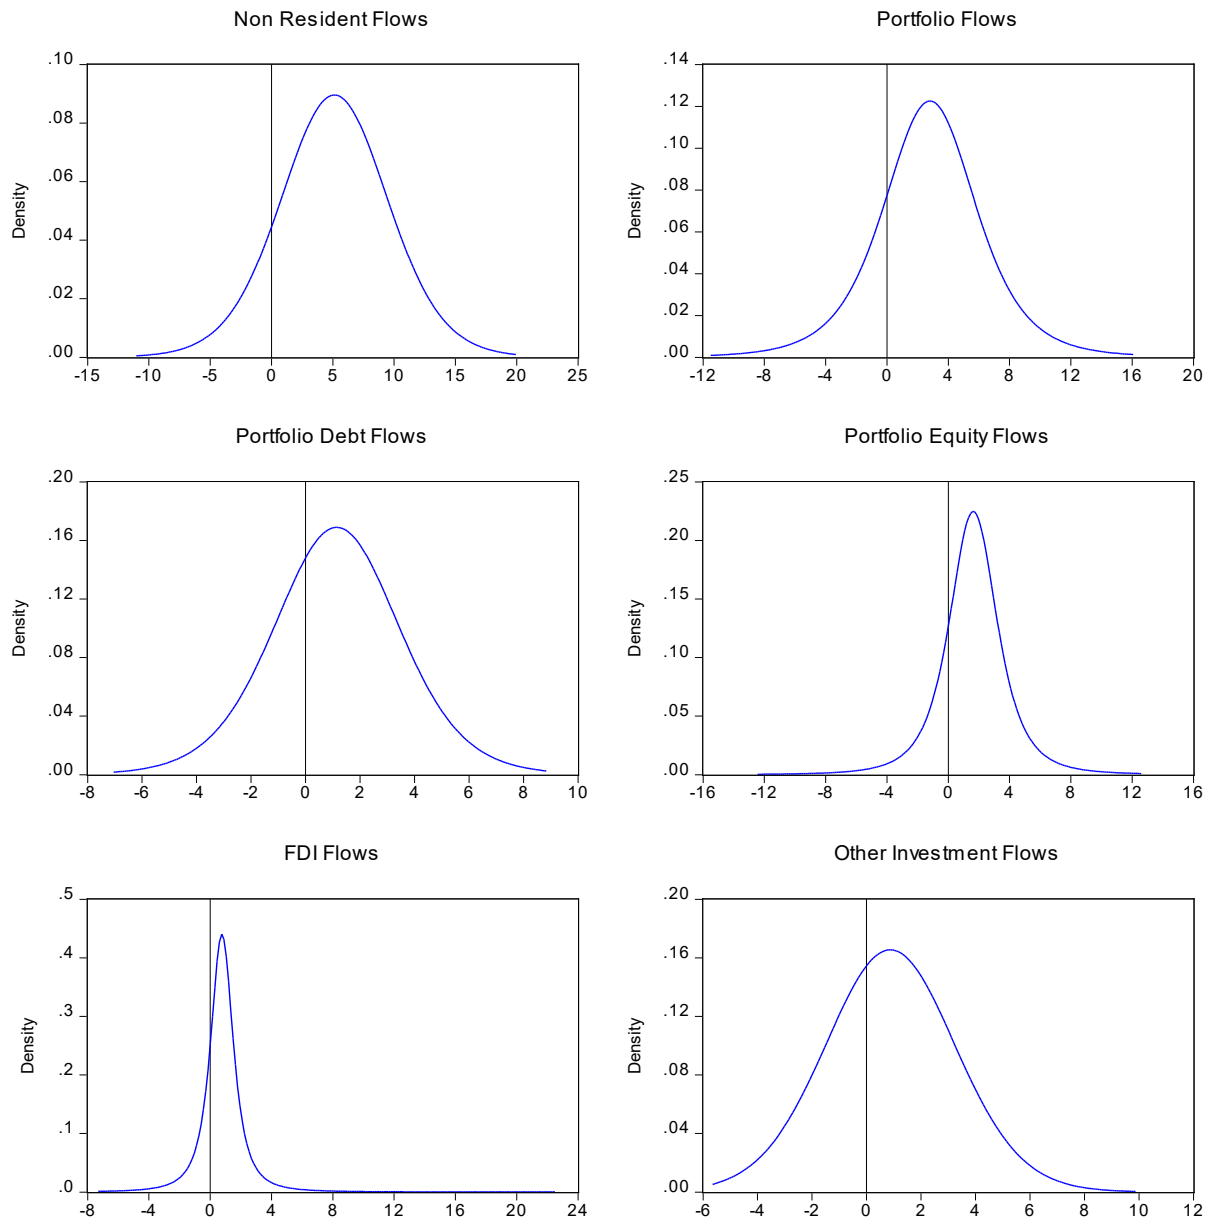 Non Resident Flows
Density
.10
.08
.06
.04
.02
.00
-15 -10 -5 0 5 10 15 20 25
Portfolio Flows
Density
.14
.12
.10
.08
.06
.04
.02
.00
-12 -8 -4 0 4 8 12 16 20
Portfolio Debt Flows
Density
.20
.16
.12
.08
.04
.00
-8 -6 -4 -2 0 2 4 6 8 10
Portfolio Equity Flows
Density
.25
.20
.15
.10
.05
.00
-16 -12 -8 -4 0 4 8 12 16
FDI Flows
Density
.5
.4
.3
.2
.1
.0
-8 -4 0 4 8 12 16 20 24
Other Investment Flows
Density
.20
.16
.12
.08
.04
.00
-6 -4 -2 0 2 4 6 8 10 12